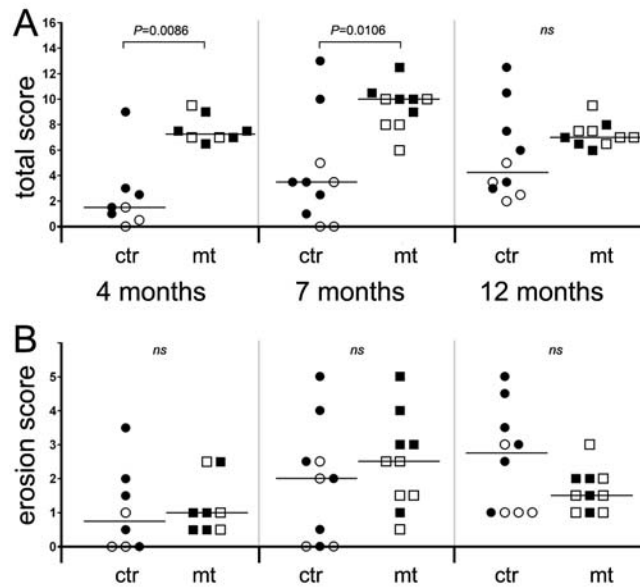 A
total score
16
14
12
10
8
6
4
2
0
P=0.0086
P=0.0106
ns
ctr
mt
ctr
mt
ctr
mt
4 months
7 months
12 months
B
erosion score
5
4
3
2
1
0
ns
ns
ns
ctr
mt
ctr
mt
ctr
mt